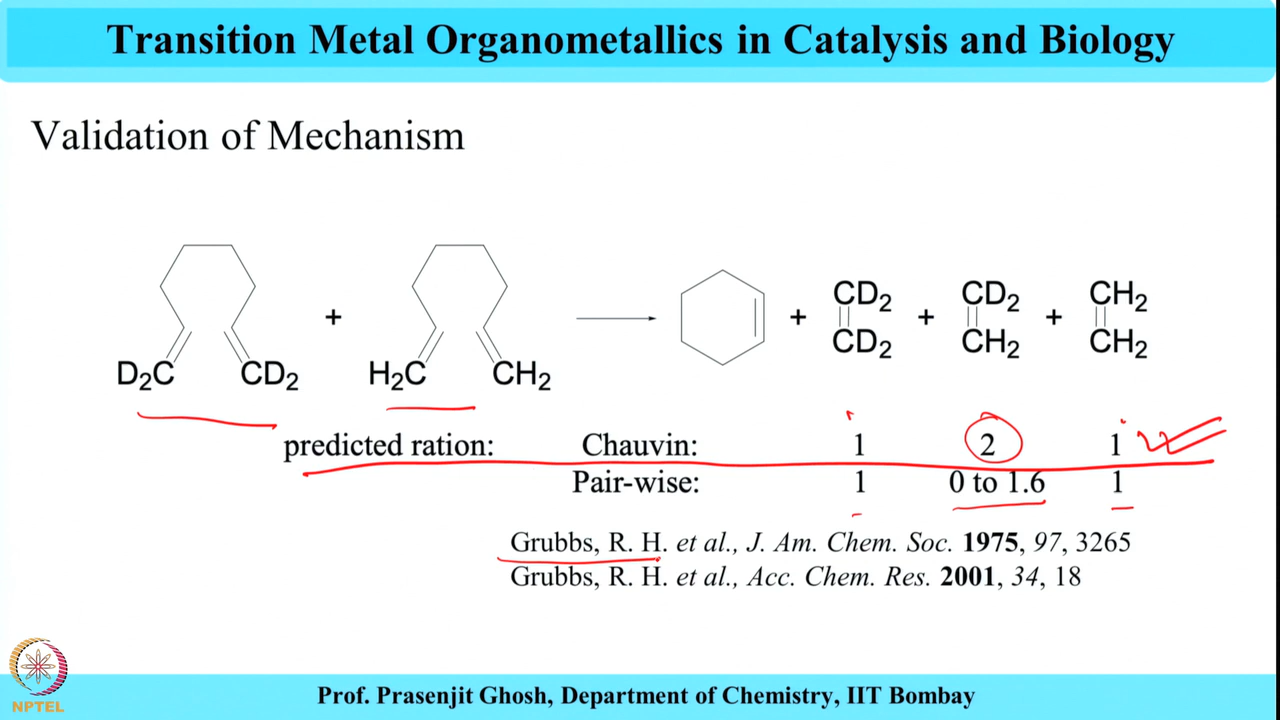 Transition Metal Organometallics in Catalysis and Biology
Validation of Mechanism
D2C CD2 + H2C CH2 + CD2 CD2 + CD2 CH2 + CH2 CH2
predicted ration: Chauvin: 1 2 1
Pair-wise: 1 0 to 1.6 1
Grubbs, R. H. et al., J. Am. Chem. Soc. 1975, 97, 3265
Grubbs, R. H. et al., Acc. Chem. Res. 2001, 34, 18
NPTEL
Prof. Prasenjit Ghosh, Department of Chemistry, IIT Bombay